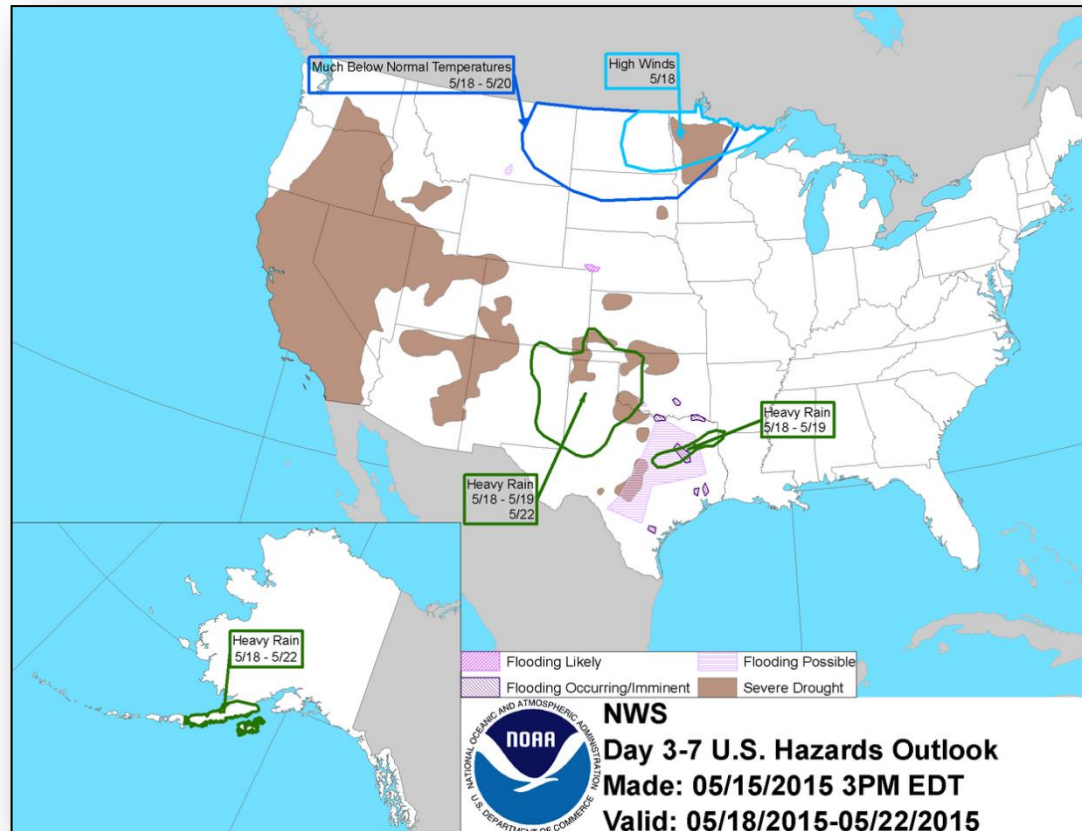 Much Below Normal Temperatures
5/18 - 5/20
High Winds
5/18
Heavy Rain
5/18 - 5/19
Heavy Rain
5/18 - 5/19
5/22
Heavy Rain
5/18 - 5/22
Flooding Likely
Flooding Possible
Flooding Occurring/Imminent
Severe Drought
NATIONAL OCEANIC AND ATMOSPHERIC ADMINISTRATION
U.S. DEPARTMENT OF COMMERCE
NOAA
NWS
Day 3-7 U.S. Hazards Outlook
Made: 05/15/2015 3PM EDT
Valid: 05/18/2015-05/22/2015